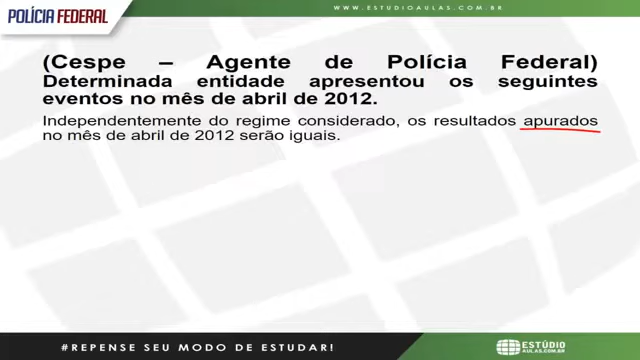 POLÍCIA FEDERAL
WWW.ESTUDIOAULAS.COM.BR
(Cespe – Agente de Polícia Federal)
Determinada entidade apresentou os seguintes
eventos no mês de abril de 2012.
Independentemente do regime considerado, os resultados apurados
no mês de abril de 2012 serão iguais.
#REPENSE SEU MODO DE ESTUDAR!
ESTÚDIO
AULAS.COM.BR